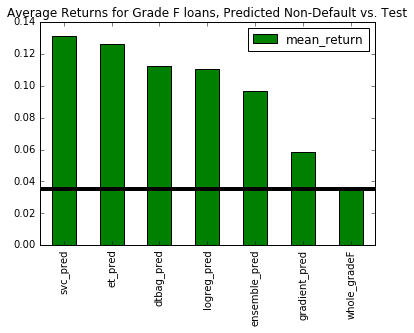 Average Returns for Grade F loans, Predicted Non-Default vs. Test
mean_return
0.14
0.12
0.10
0.08
0.06
0.04
0.02
0.00
svc_pred
et_pred
dtbag_pred
logreg_pred
ensemble_pred
gradient_pred
whole_gradeF